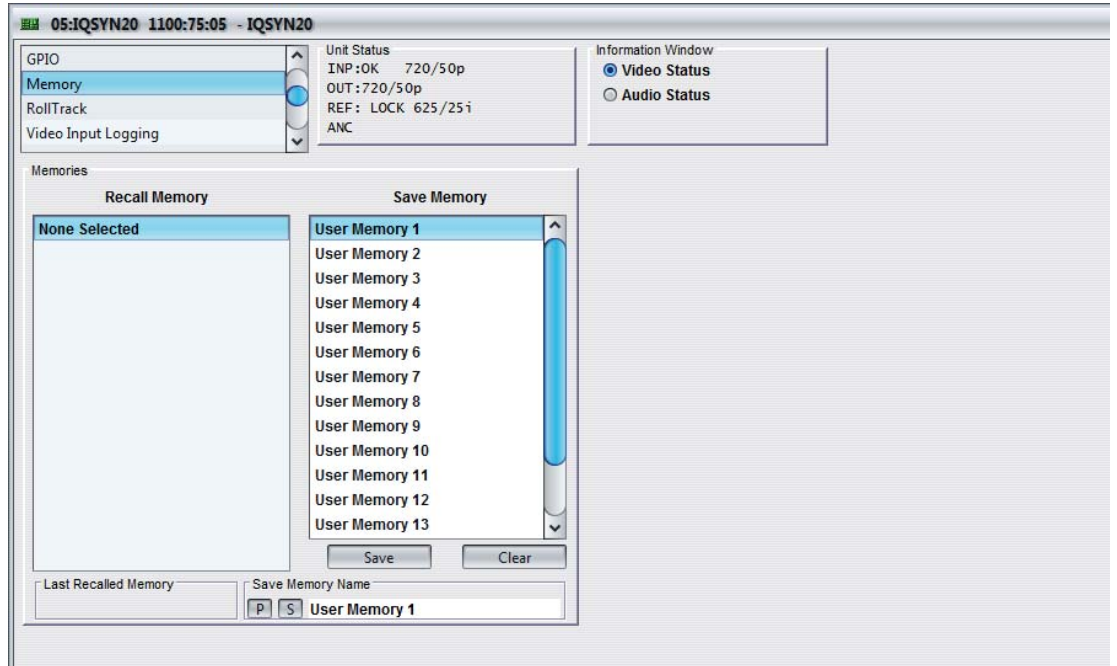 05:IQSYN20 1100:75:05 - IQSYN20
GPIO
Memory
RollTrack
Video Input Logging
Unit Status
INP:OK 720/50p
OUT:720/50p
REF: LOCK 625/25i
ANC
Information Window
Video Status
Audio Status
Memories
Recall Memory
None Selected
Save Memory
User Memory 1
User Memory 2
User Memory 3
User Memory 4
User Memory 5
User Memory 6
User Memory 7
User Memory 8
User Memory 9
User Memory 10
User Memory 11
User Memory 12
User Memory 13
Save Clear
Last Recalled Memory
Save Memory Name
P S User Memory 1